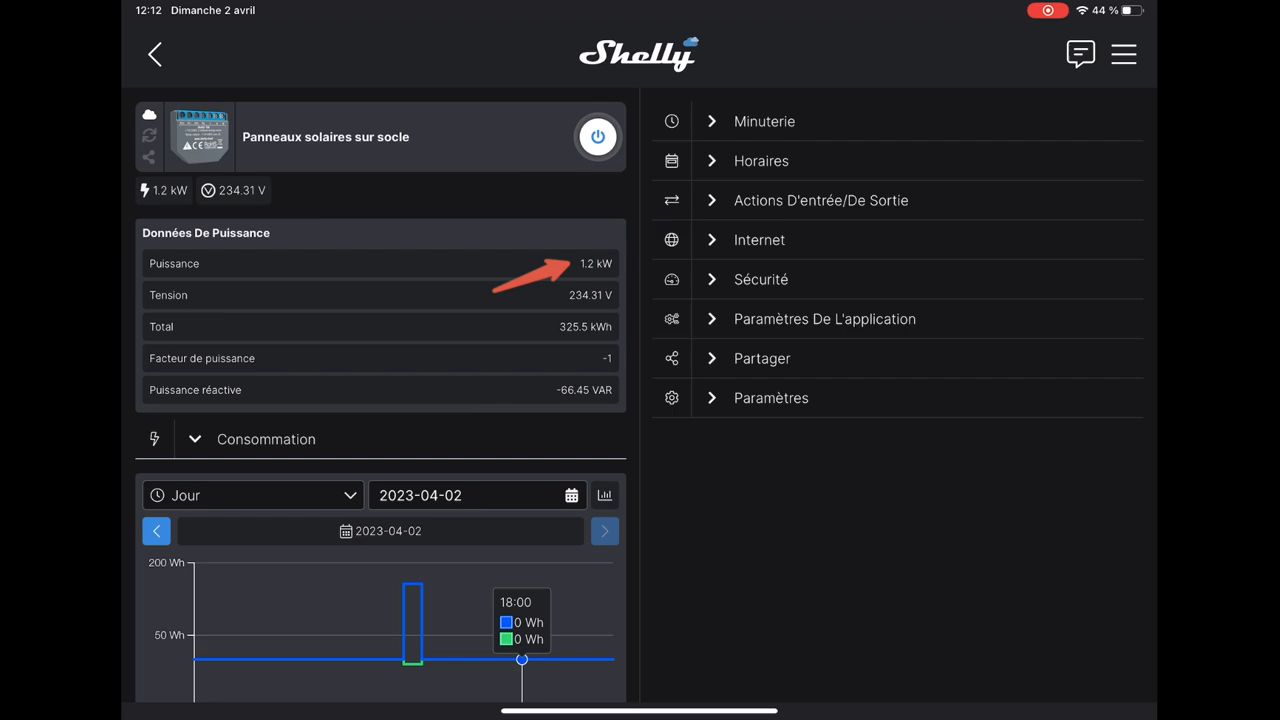 12:12 Dimanche 2 avril
44 %
Shelly
Panneaux solaires sur socle
1.2 kW 234.31 V
Données De Puissance
Puissance 1.2 kW
Tension 234.31 V
Total 325.5 kWh
Facteur de puissance -1
Puissance réactive -66.45 VAR
Consommation
Jour 2023-04-02
2023-04-02
200 Wh
50 Wh
18:00
0 Wh
0 Wh
Minuterie
Horaires
Actions D'entrée/De Sortie
Internet
Sécurité
Paramètres De L'application
Partager
Paramètres